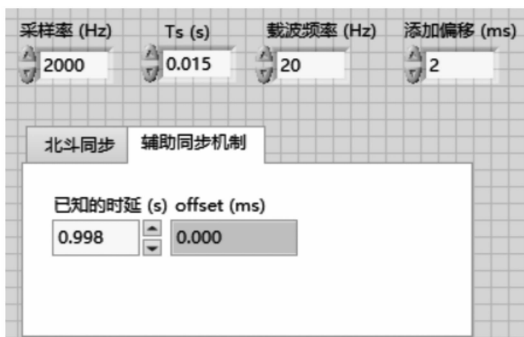 采样率 (Hz) Ts (s) 载波频率 (Hz) 添加偏移 (ms)
2000 0.015 20 2
北斗同步 辅助同步机制
已知的时延 (s) offset (ms)
0.998 0.000